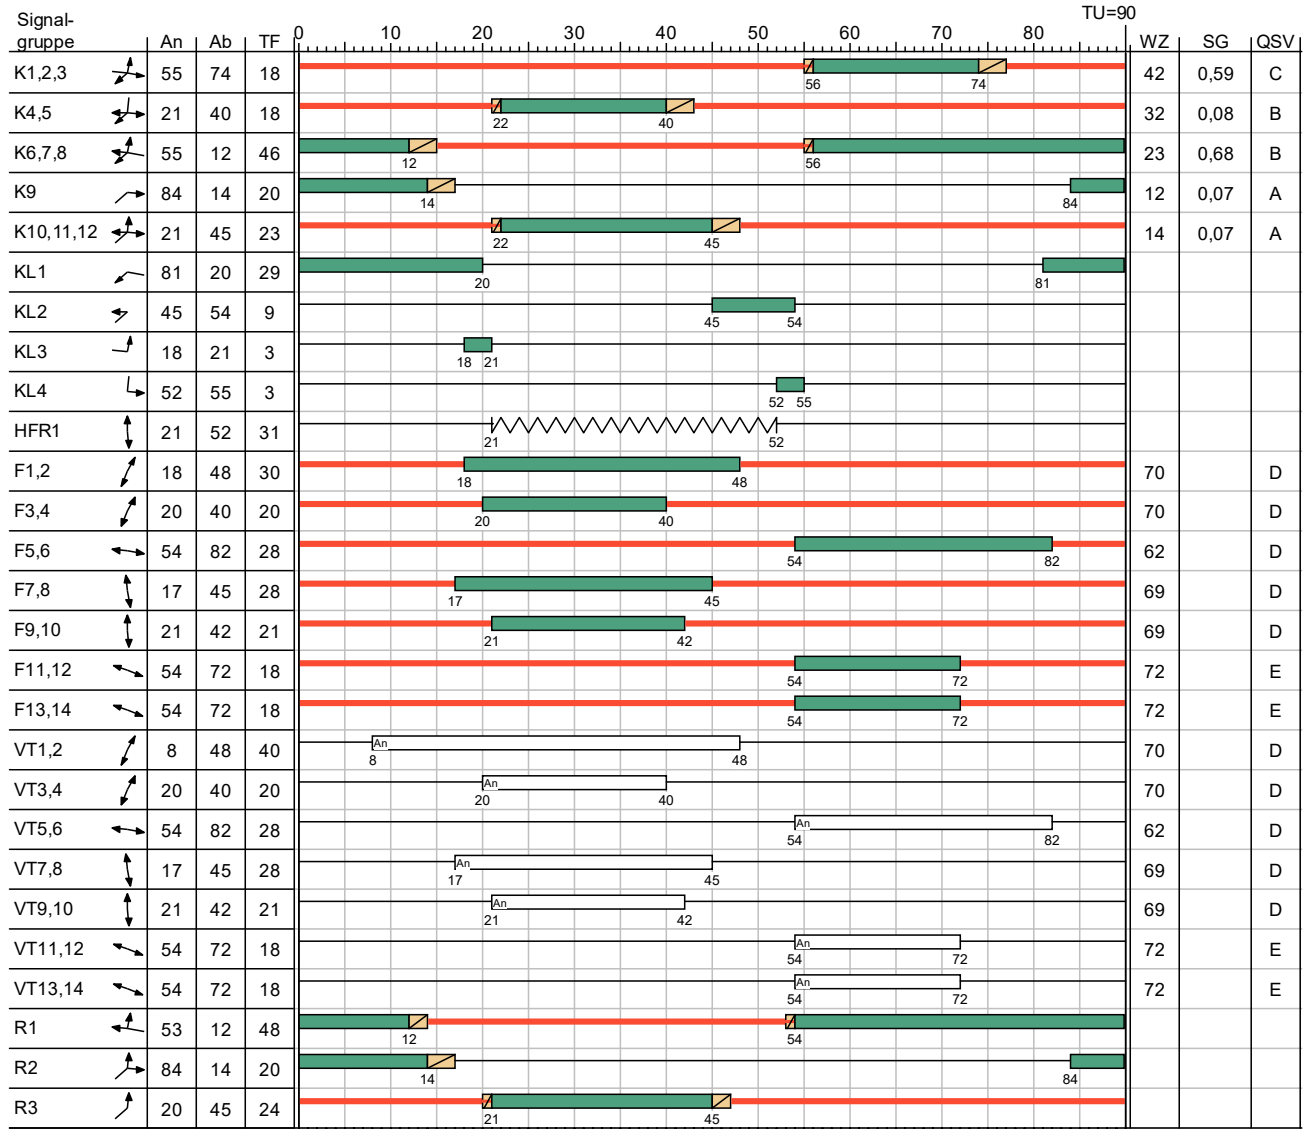 TU=90
Signal-
gruppe An Ab TF 0 10 20 30 40 50 60 70 80 WZ SG QSV
K1,2,3 55 74 18 42 0,59 C
56 74
K4,5 21 40 18 32 0,08 B
22 40
K6,7,8 55 12 46 23 0,68 B
12 56
K9 84 14 20 12 0,07 A
14 84
K10,11,12 21 45 23 14 0,07 A
22 45
KL1 81 20 29
20 81
KL2 45 54 9
45 54
KL3 18 21 3
18 21
KL4 52 55 3
52 55
HFR1 21 52 31
21 52
F1,2 18 48 30 70 D
18 48
F3,4 20 40 20 70 D
20 40
F5,6 54 82 28 62 D
54 82
F7,8 17 45 28 69 D
17 45
F9,10 21 42 21 69 D
21 42
F11,12 54 72 18 72 E
54 72
F13,14 54 72 18 72 E
54 72
VT1,2 8 48 40 An 70 D
8 48
VT3,4 20 40 20 An 70 D
20 40
VT5,6 54 82 28 An 62 D
54 82
VT7,8 17 45 28 An 69 D
17 45
VT9,10 21 42 21 An 69 D
21 42
VT11,12 54 72 18 An 72 E
54 72
VT13,14 54 72 18 An 72 E
54 72
R1 53 12 48
12 54
R2 84 14 20
14 84
R3 20 45 24
21 45